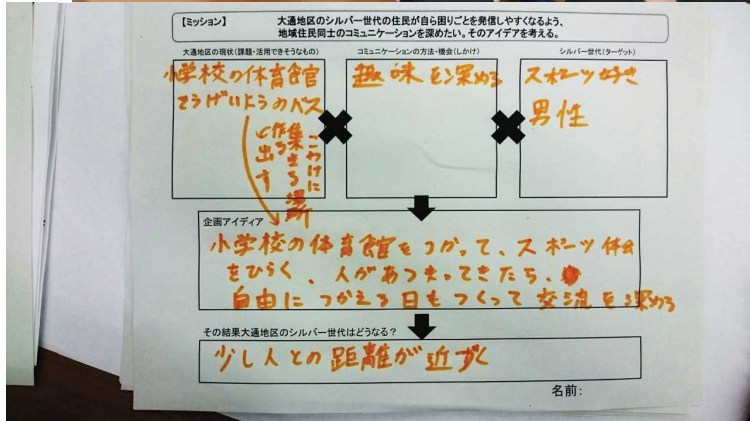 【ミッション】 大通地区のシルバー世代の住民が自ら困りごとを発信しやすくなるよう、
地域住民同士のコミュニケーションを深めたい。そのアイデアを考える。
大通地区の現状(課題・活用できそうなもの)
小学校の体育館
そうげいようのバス
こわけに
集まる場所
作る
と出す
コミュニケーションの方法・機会(しかけ)
趣味を深める
シルバー世代(ターゲット)
スポーツ好き
男性
企画アイディア
小学校の体育館をつかって、スポーツ体会
をひらく、人があつまってきたら、
自由につかえる日もつくって交流を深める
その結果大通地区のシルバー世代はどうなる?
少し人との距離が近ずく
名前: